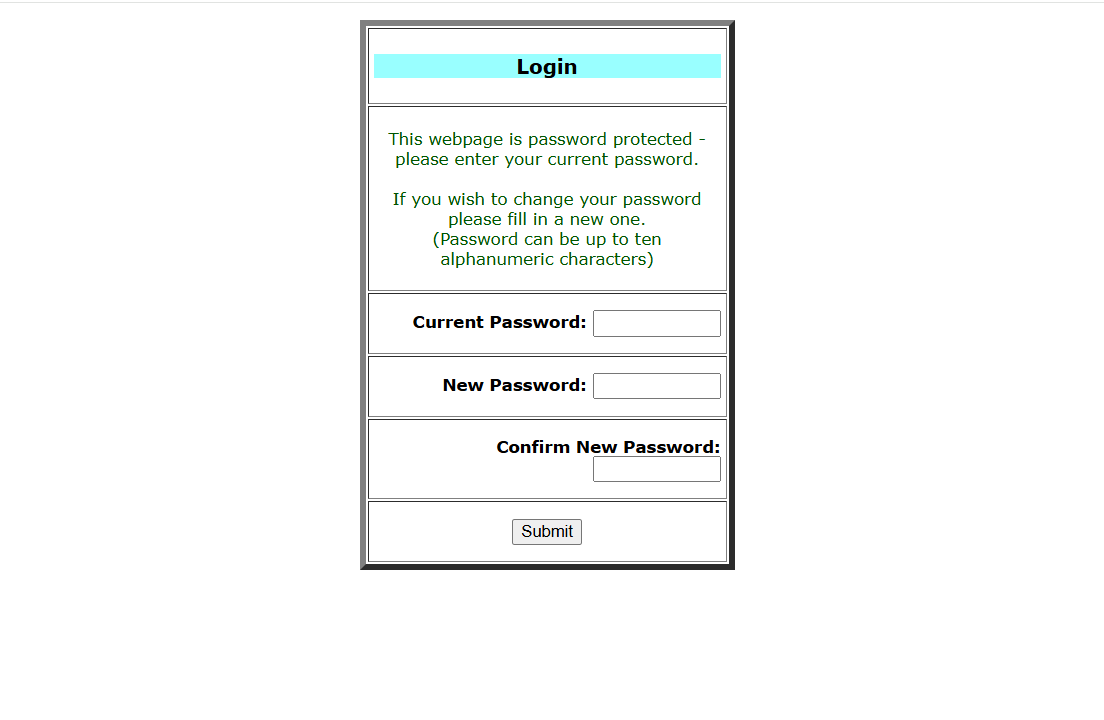 Login
This webpage is password protected -
please enter your current password.
If you wish to change your password
please fill in a new one.
(Password can be up to ten
alphanumeric characters)
Current Password:
New Password:
Confirm New Password:
Submit